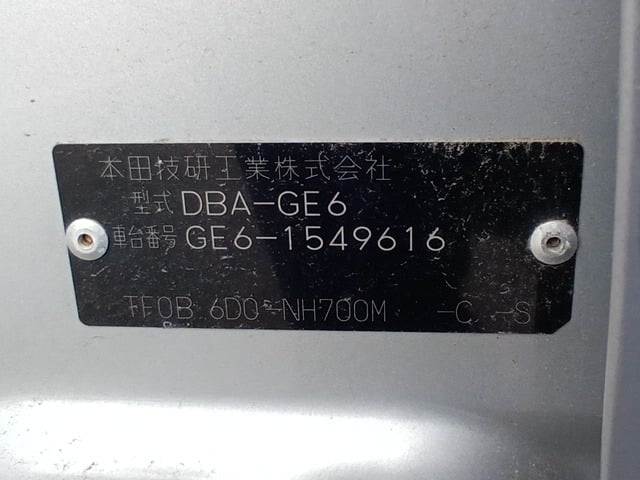 本田技研工業株式会社
型式 DBA-GE6
車台番号 GE6-1549616
TF0B 6D0-NH700M -C -S